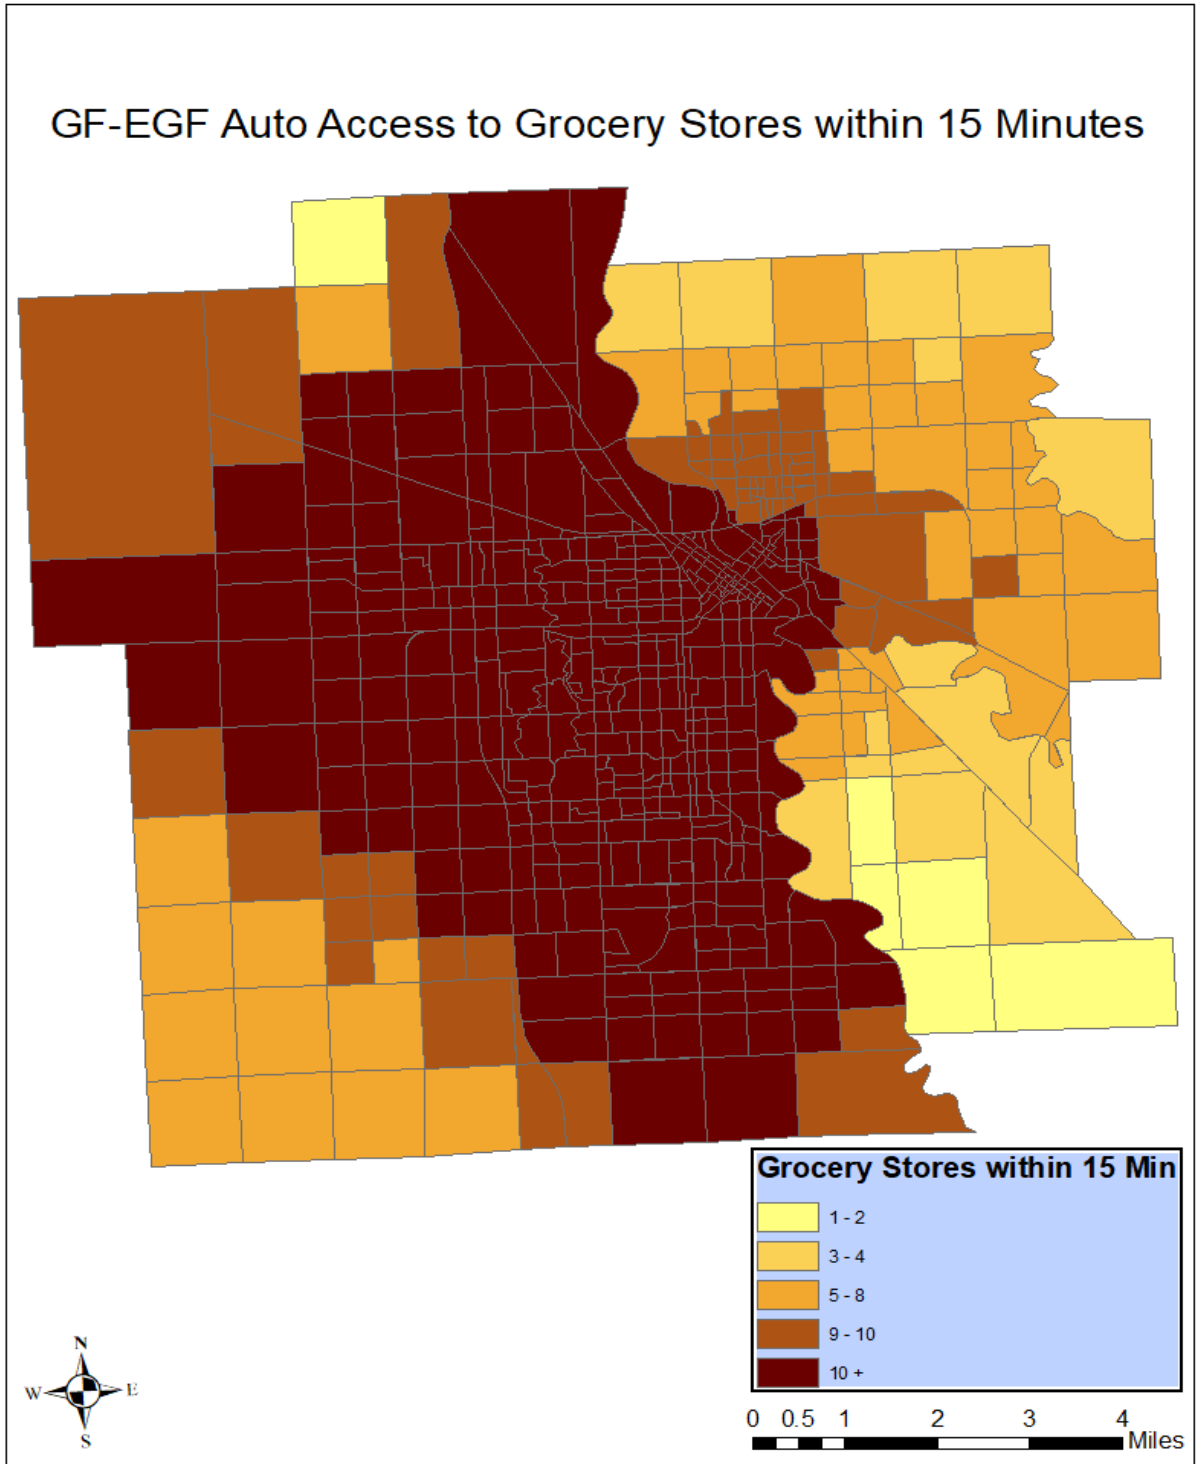 GF-EGF Auto Access to Grocery Stores within 15 Minutes
Grocery Stores within 15 Min
1 - 2
3 - 4
5 - 8
9 - 10
10 +
N
W E
S
0 0.5 1 2 3 4
Miles